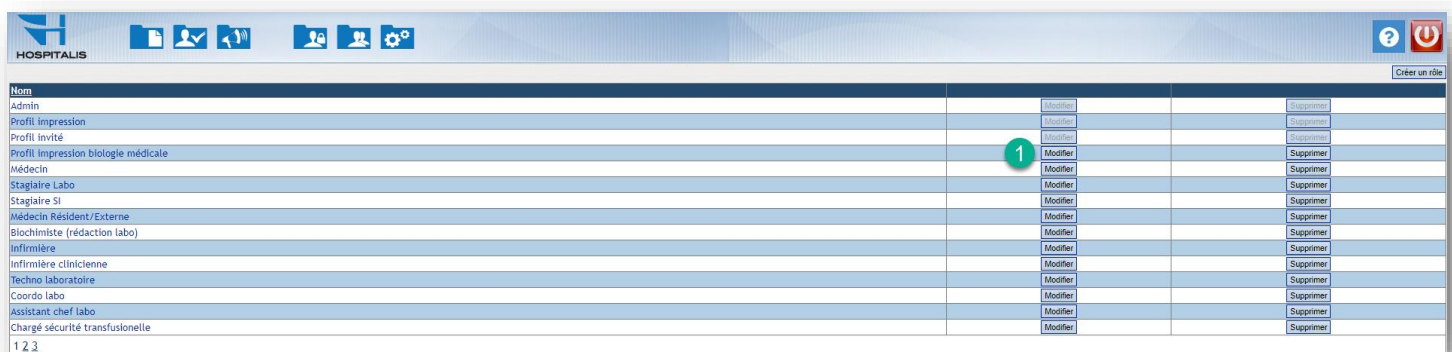 HOSPITALIS
?
Créer un rôle
Nom
Admin Modifier Supprimer
Profil impression Modifier Supprimer
Profil invité Modifier Supprimer
Profil impression biologie médicale 1 Modifier Supprimer
Médecin Modifier Supprimer
Stagiaire Labo Modifier Supprimer
Stagiaire SI Modifier Supprimer
Médecin Résident/Externe Modifier Supprimer
Biochimiste (rédaction labo) Modifier Supprimer
Infirmière Modifier Supprimer
Infirmière clinicienne Modifier Supprimer
Techno laboratoire Modifier Supprimer
Coordo labo Modifier Supprimer
Assistant chef labo Modifier Supprimer
Chargé sécurité transfusionelle Modifier Supprimer
1 2 3